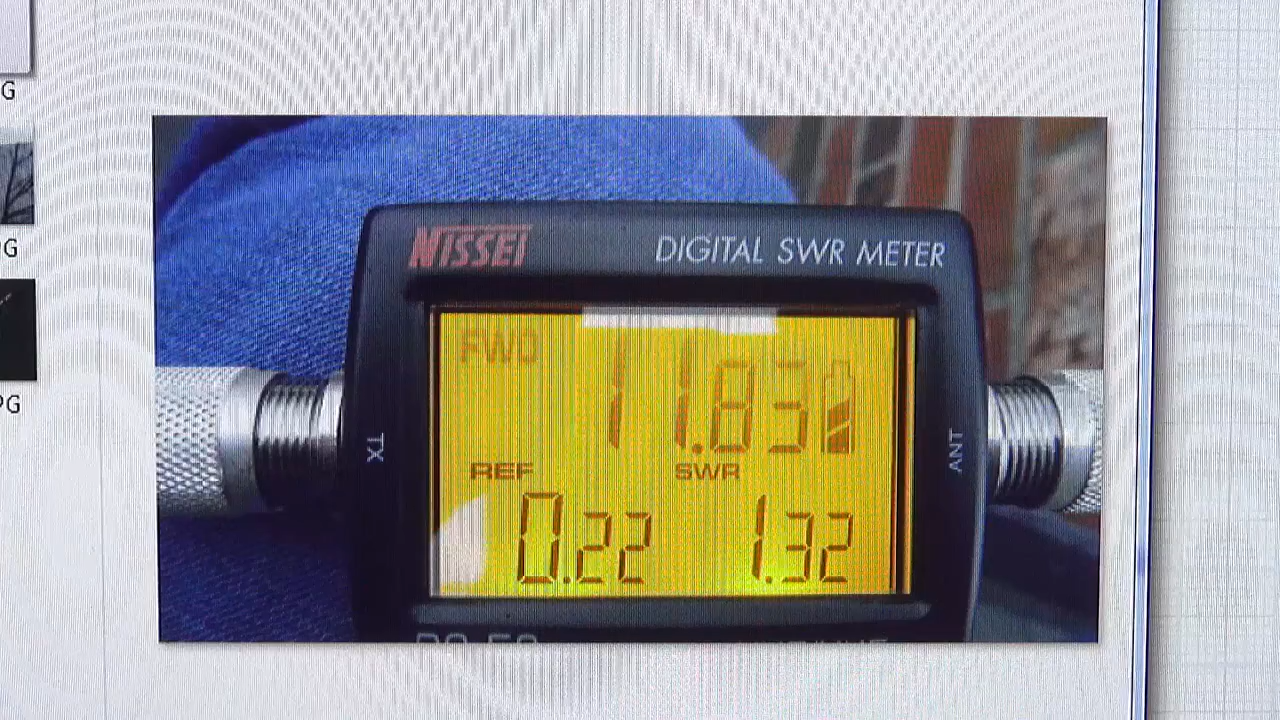 G
G
PG
NISSEI
DIGITAL SWR METER
FWD
11.83
TX
ANT
REF
SWR
0.22
1.32